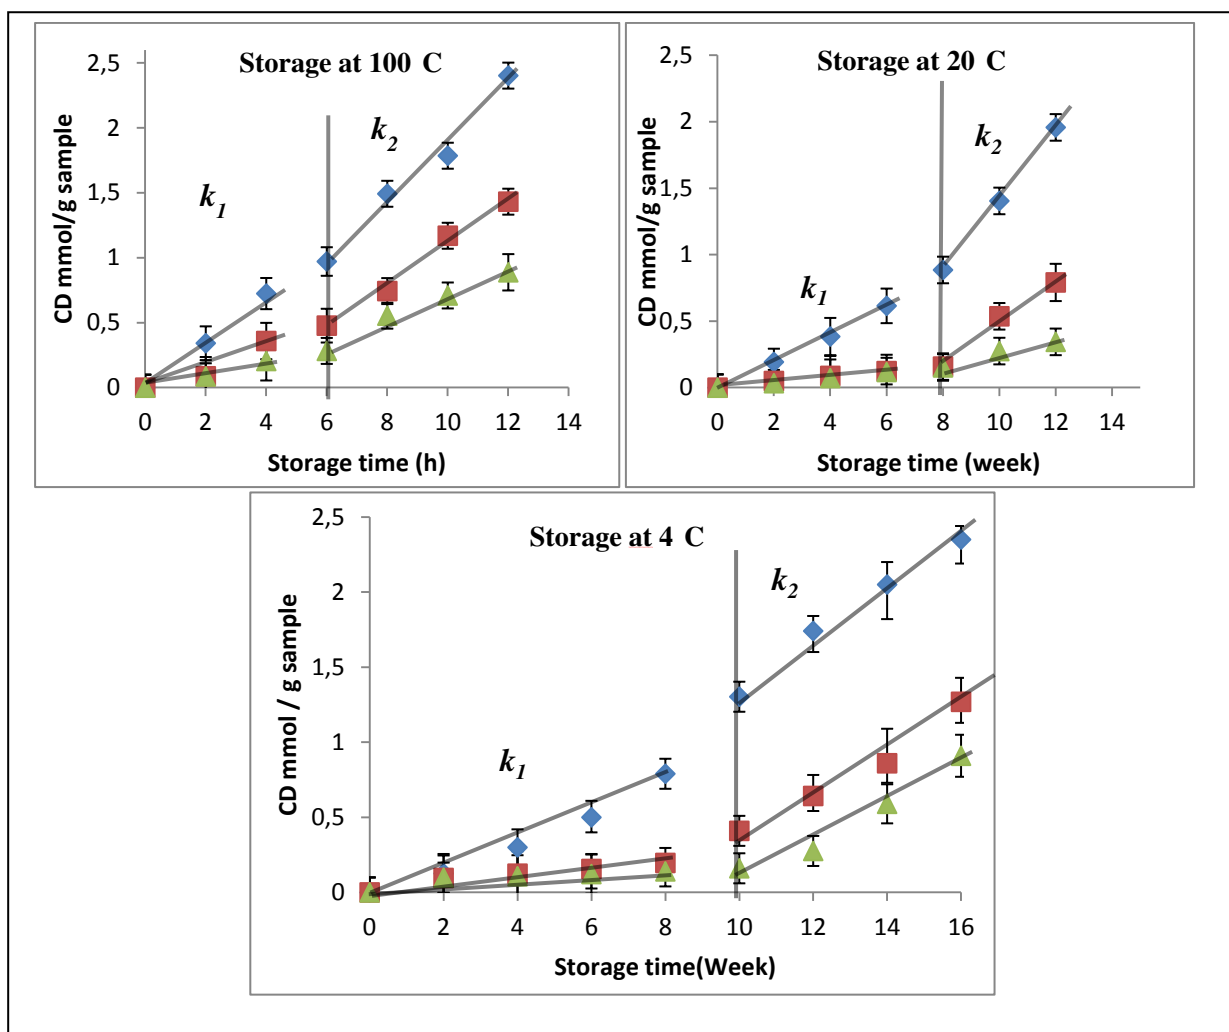 Storage at 100 C
CD mmol/g sample
2,5
2
1,5
1
0,5
0
k1
k2
0 2 4 6 8 10 12 14
Storage time (h)
Storage at 20 C
CD mmol/g sample
2,5
2
1,5
1
0,5
0
k1
k2
0 2 4 6 8 10 12 14
Storage time (week)
Storage at 4 C
CD mmol / g sample
2,5
2
1,5
1
0,5
0
k1
k2
0 2 4 6 8 10 12 14 16
Storage time(Week)